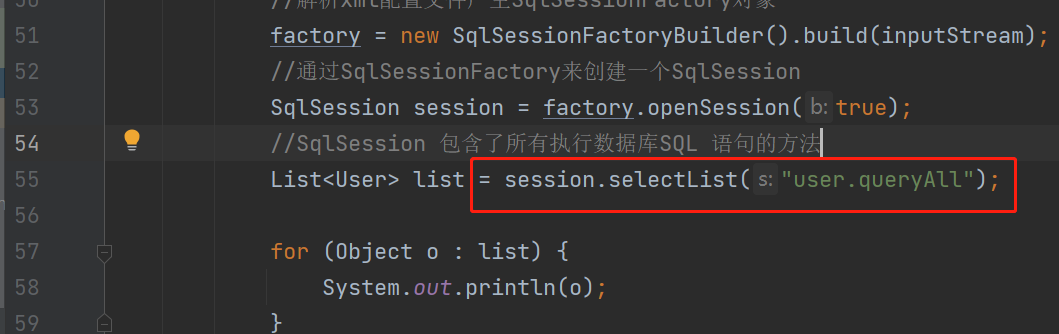 50 //解析xml配置文件产生SqlSessionFactory对象
51 factory = new SqlSessionFactoryBuilder().build(inputStream);
52 //通过SqlSessionFactory来创建一个SqlSession
53 SqlSession session = factory.openSession( b: true);
54 //SqlSession 包含了所有执行数据库SQL 语句的方法
55 List<User> list = session.selectList( s: "user.queryAll");
56
57 for (Object o : list) {
58 System.out.println(o);
59 }